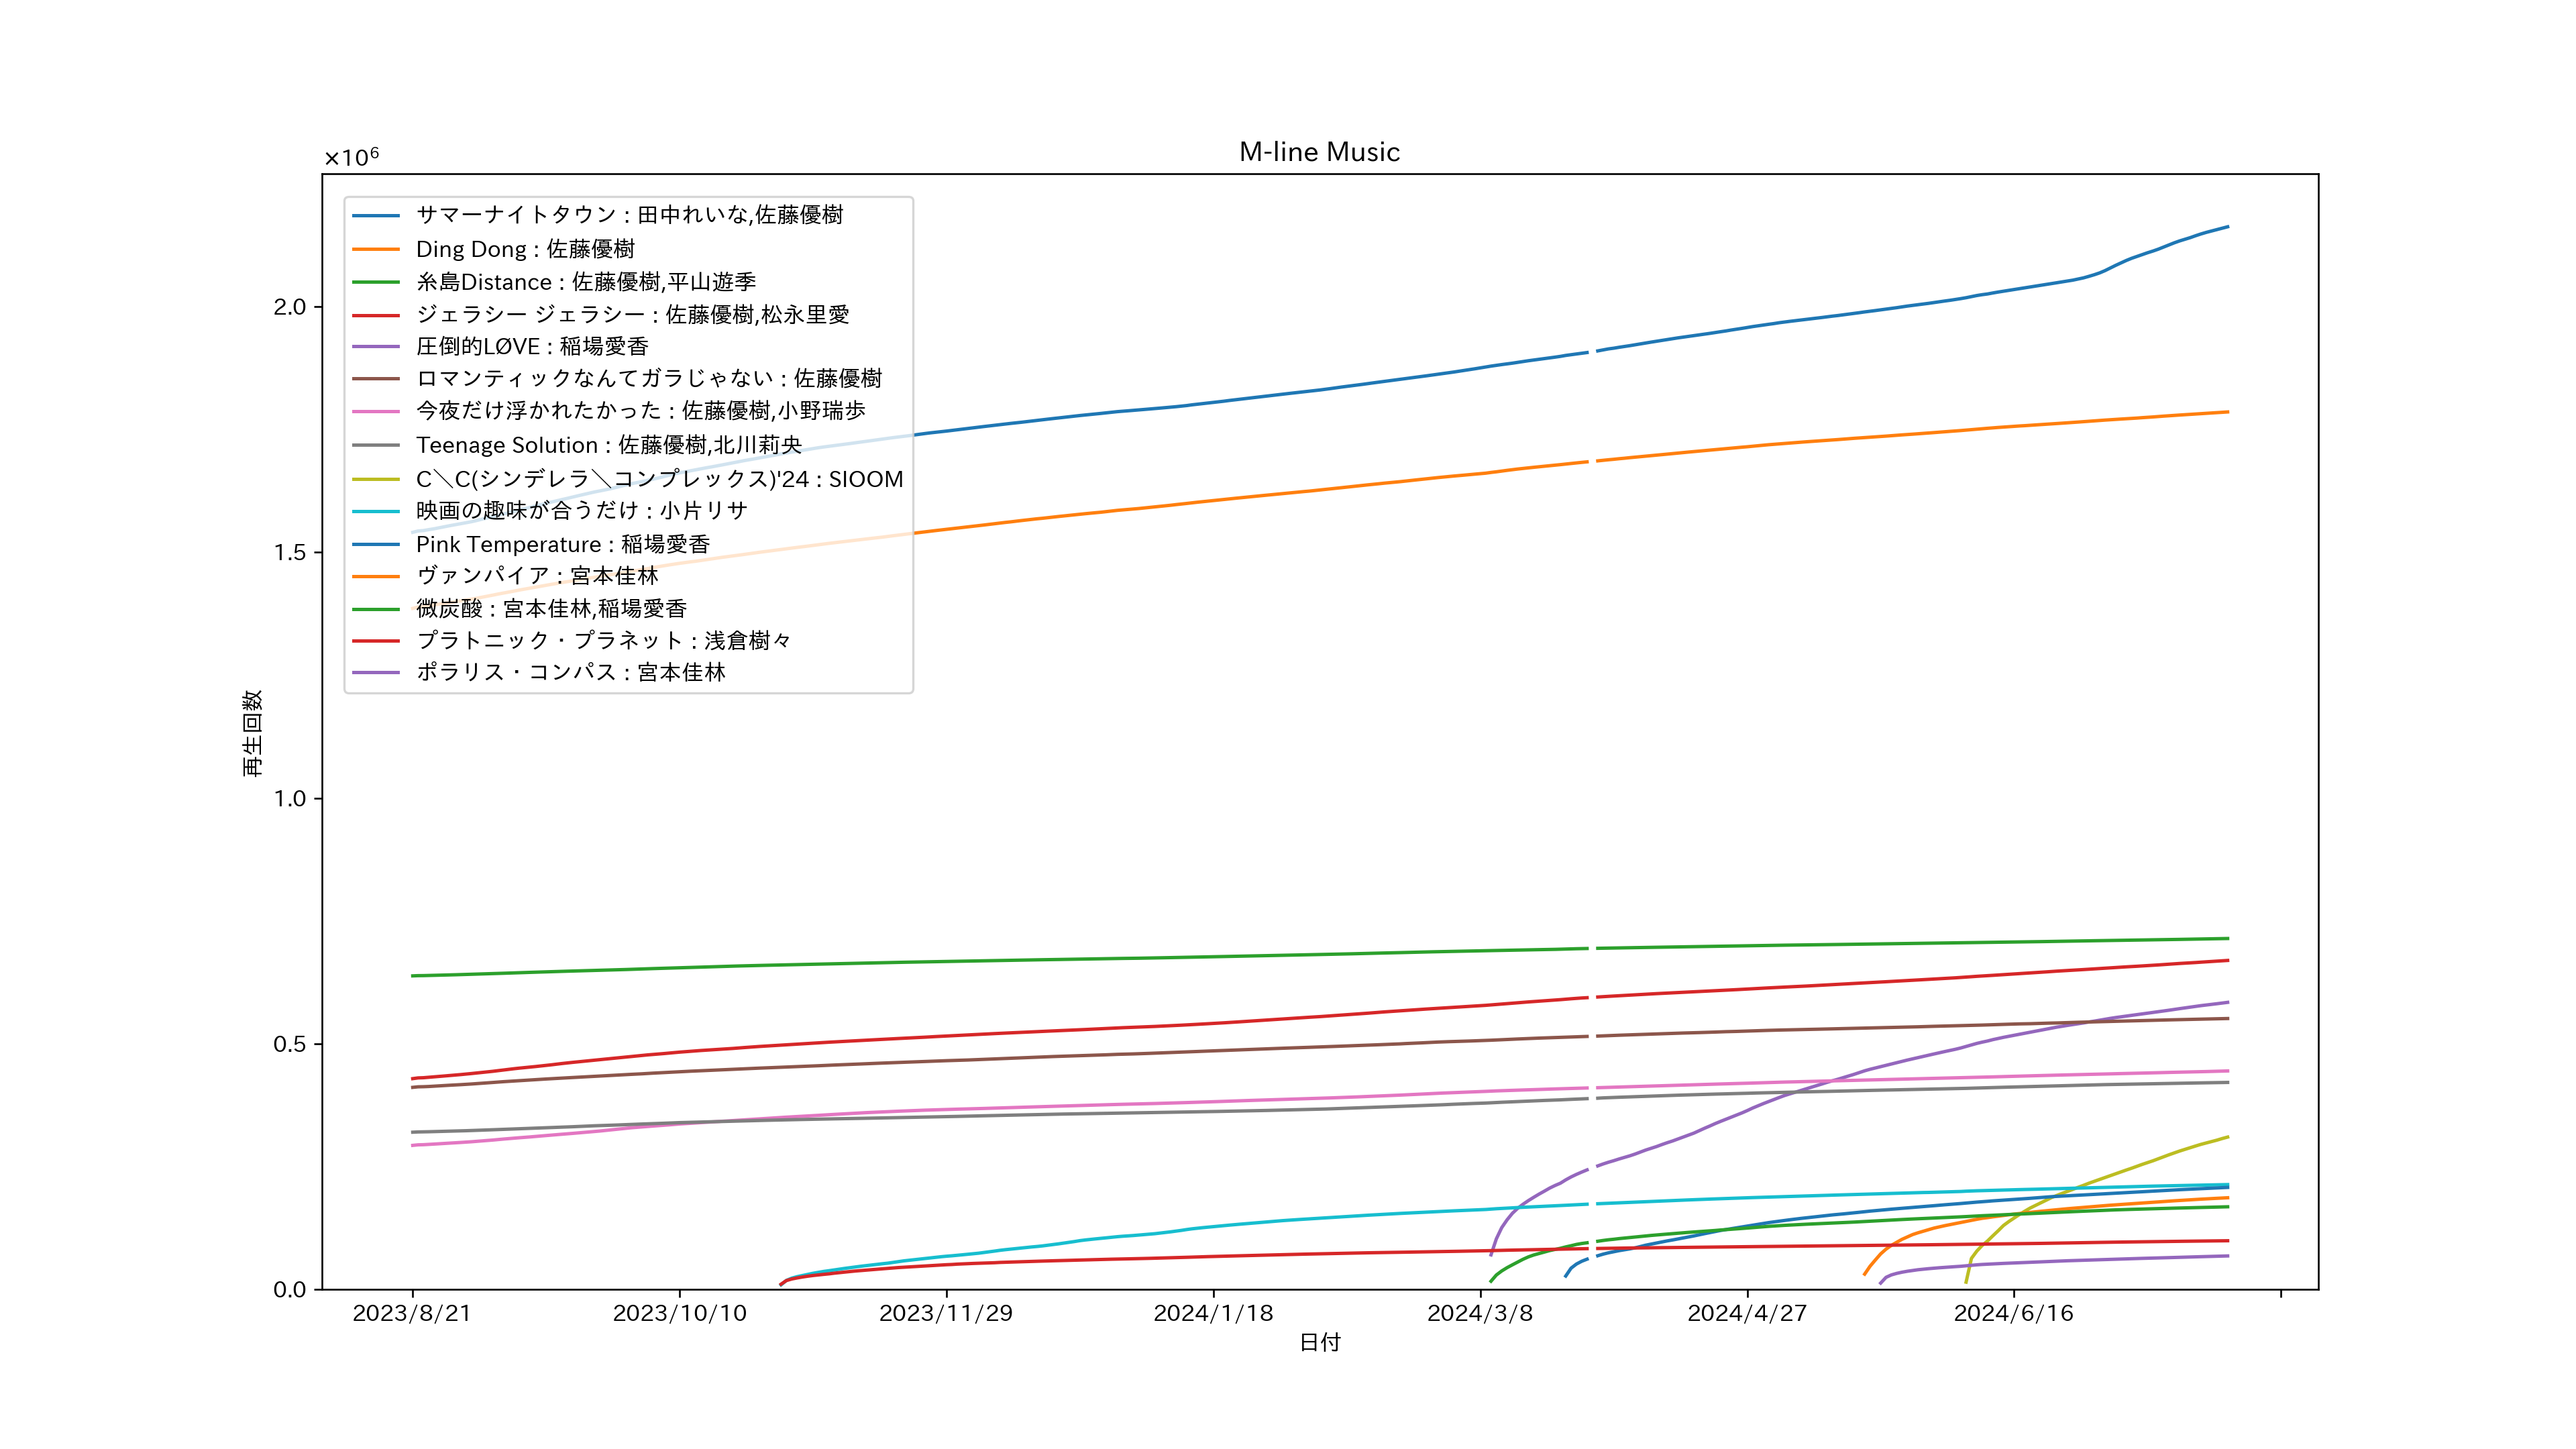 M-line Music
×10⁶
サマーナイトタウン : 田中れいな,佐藤優樹
Ding Dong : 佐藤優樹
糸島Distance : 佐藤優樹,平山遊季
ジェラシー ジェラシー : 佐藤優樹,松永里愛
圧倒的LØVE : 稲場愛香
ロマンティックなんてガラじゃない : 佐藤優樹
今夜だけ浮かれたかった : 佐藤優樹,小野瑞歩
Teenage Solution : 佐藤優樹,北川莉央
C＼C(シンデレラ＼コンプレックス)'24 : SIOOM
映画の趣味が合うだけ : 小片リサ
Pink Temperature : 稲場愛香
ヴァンパイア : 宮本佳林
微炭酸 : 宮本佳林,稲場愛香
プラトニック・プラネット : 浅倉樹々
ポラリス・コンパス : 宮本佳林
2.0
1.5
1.0
0.5
0.0
再生回数
2023/8/21
2023/10/10
2023/11/29
2024/1/18
2024/3/8
2024/4/27
2024/6/16
日付